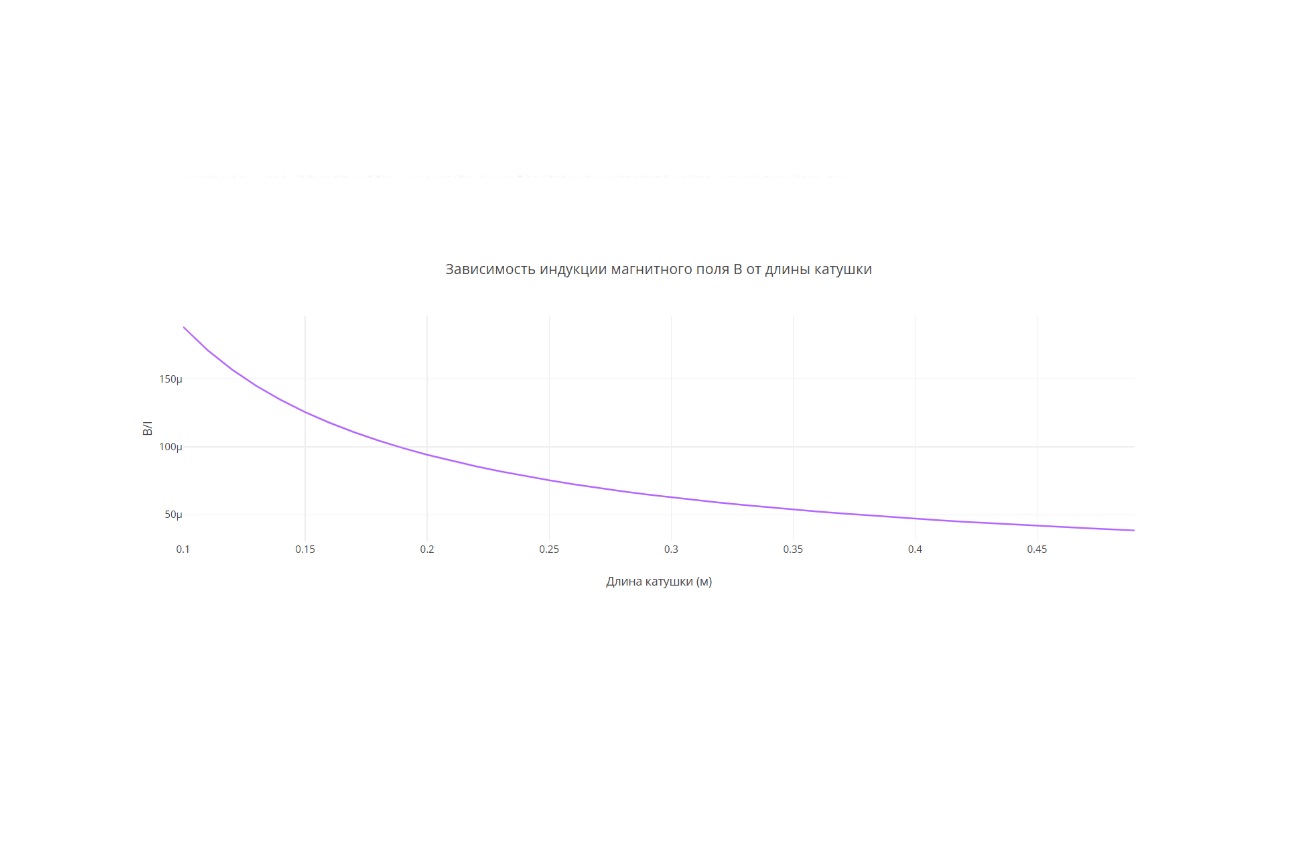 Зависимость индукции магнитного поля B от длины катушки
B/I
150μ
100μ
50μ
0.1 0.15 0.2 0.25 0.3 0.35 0.4 0.45
Длина катушки (м)